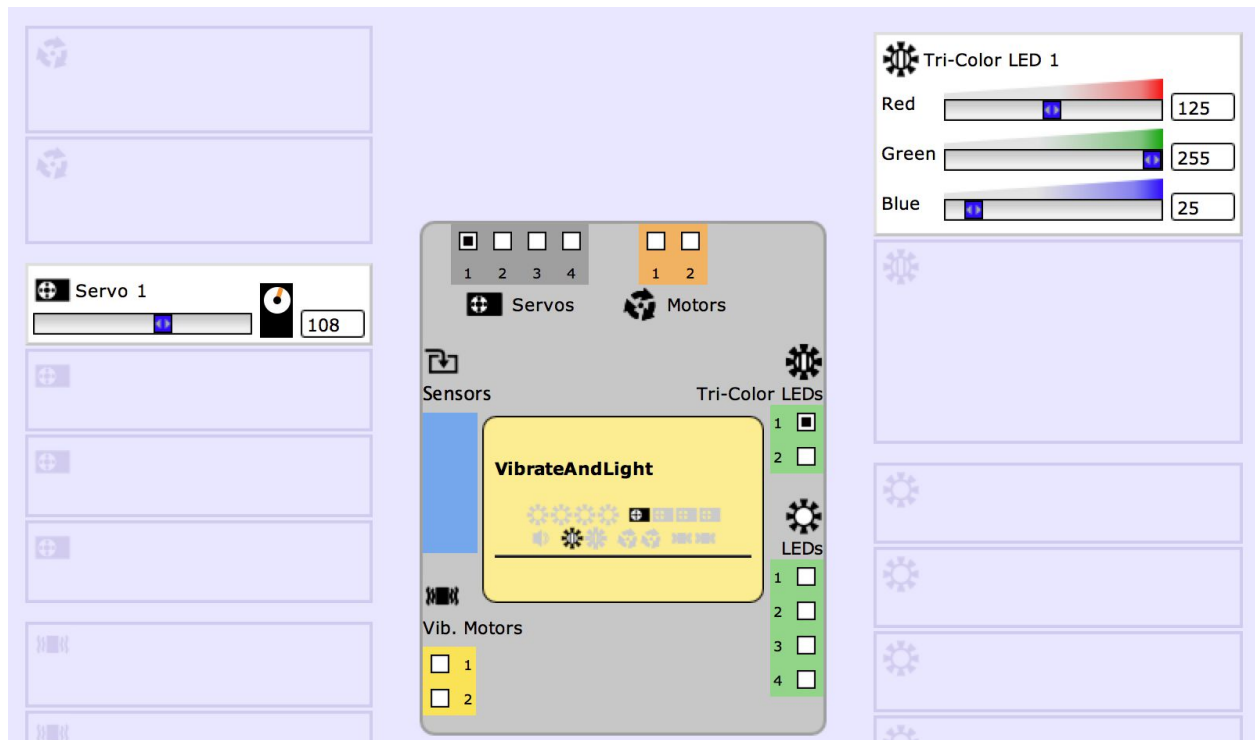 Tri-Color LED 1
Red 125
Green 255
Blue 25
Servo 1
108
1 2 3 4
1 2
Servos
Motors
Sensors
Tri-Color LEDs
1
2
VibrateAndLight
LEDs
1
2
3
4
Vib. Motors
1
2